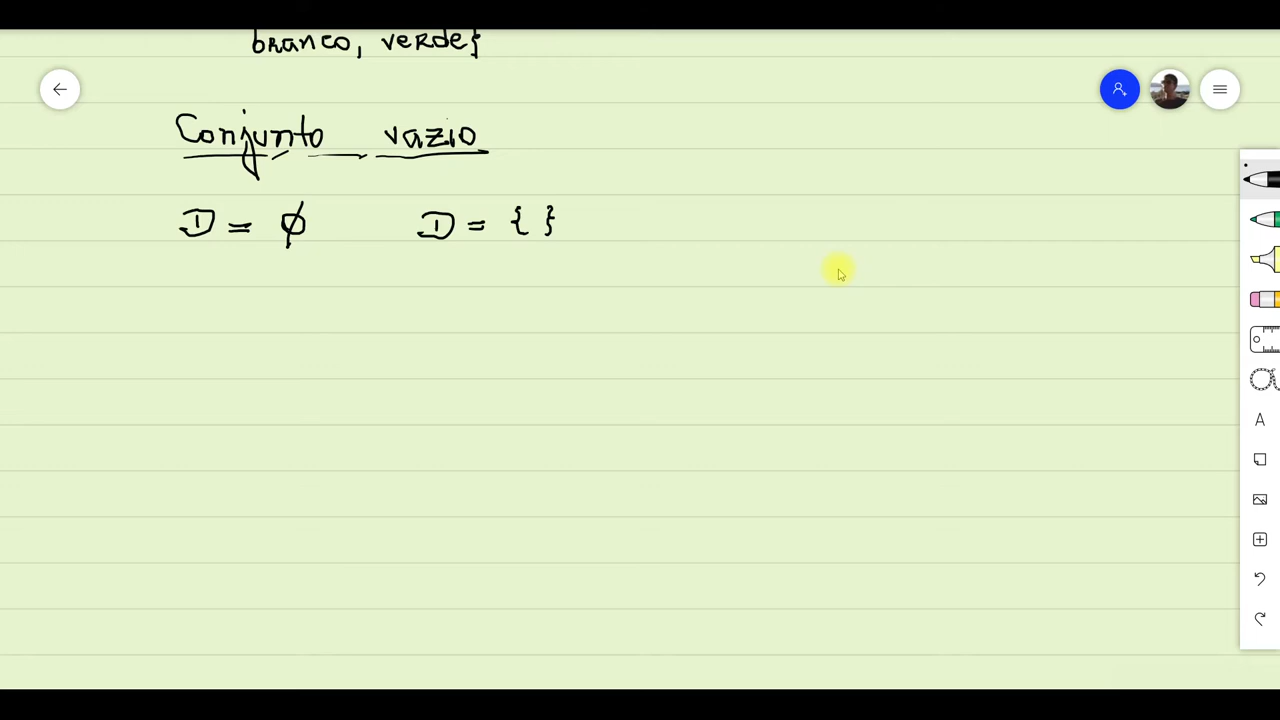 branco, verde}
Conjunto vazio
D = ∅ D = { }
A